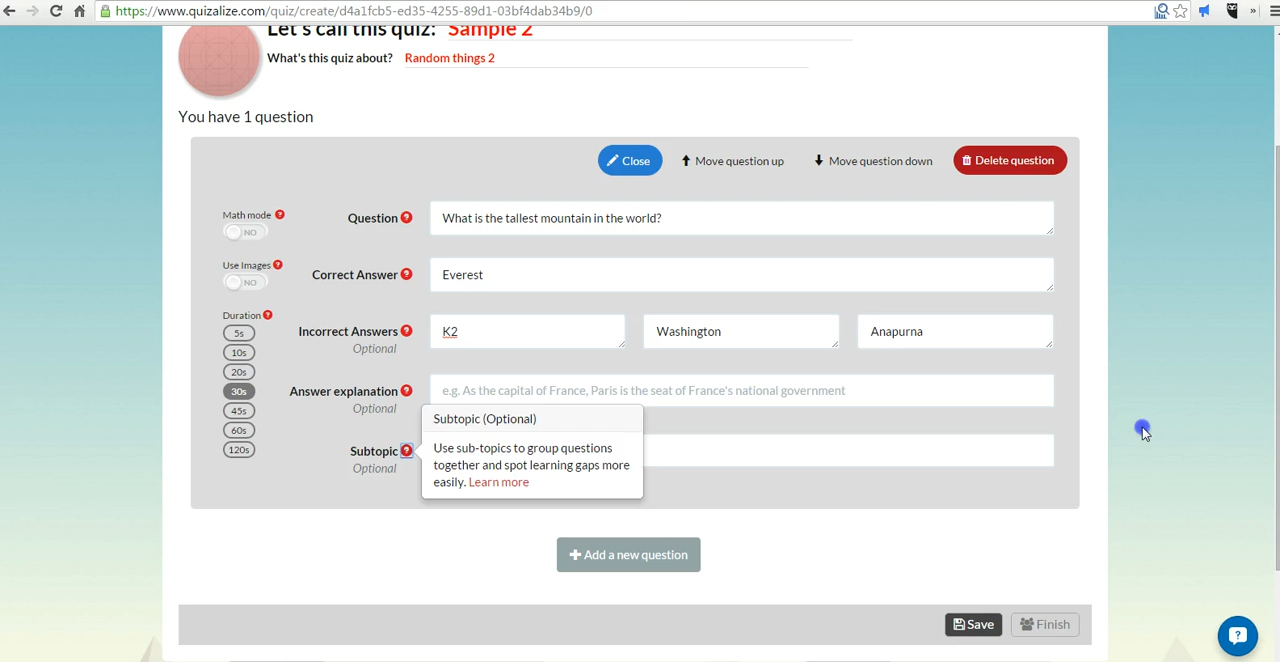 https://www.quizalize.com/quiz/create/d4a1fcb5-ed35-4255-89d1-03bf4dab34b9/0
»
Let's call this quiz: Sample 2
What's this quiz about? Random things 2
You have 1 question
Close
Move question up
Move question down
Delete question
Math mode ?
NO
Question ?
What is the tallest mountain in the world?
Use Images ?
NO
Correct Answer ?
Everest
Duration ?
5s
10s
20s
30s
45s
60s
120s
Incorrect Answers ?
Optional
K2
Washington
Anapurna
Answer explanation ?
Optional
e.g. As the capital of France, Paris is the seat of France's national government
Subtopic ?
Optional
Subtopic (Optional)
Use sub-topics to group questions
together and spot learning gaps more
easily. Learn more
+ Add a new question
Save
Finish
?